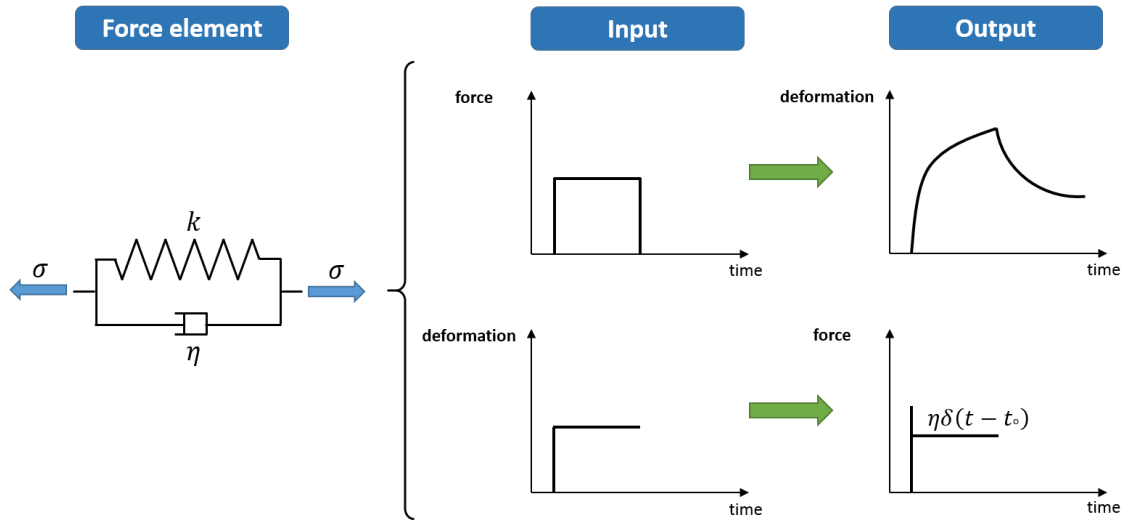 Force element
Input
Output
force
deformation
k
σ
σ
time
time
η
deformation
force
ηδ(t − t∘)
time
time